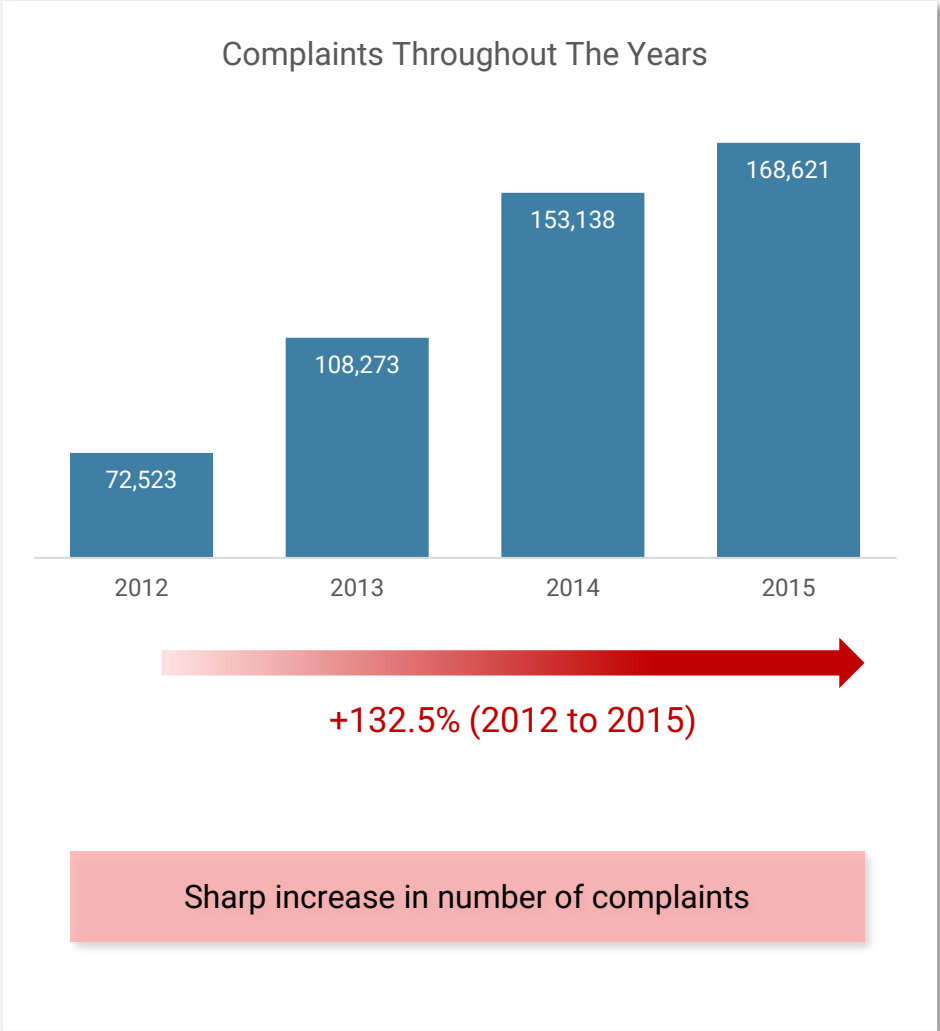 Complaints Throughout The Years
168,621
153,138
108,273
72,523
2012 2013 2014 2015
+132.5% (2012 to 2015)
Sharp increase in number of complaints